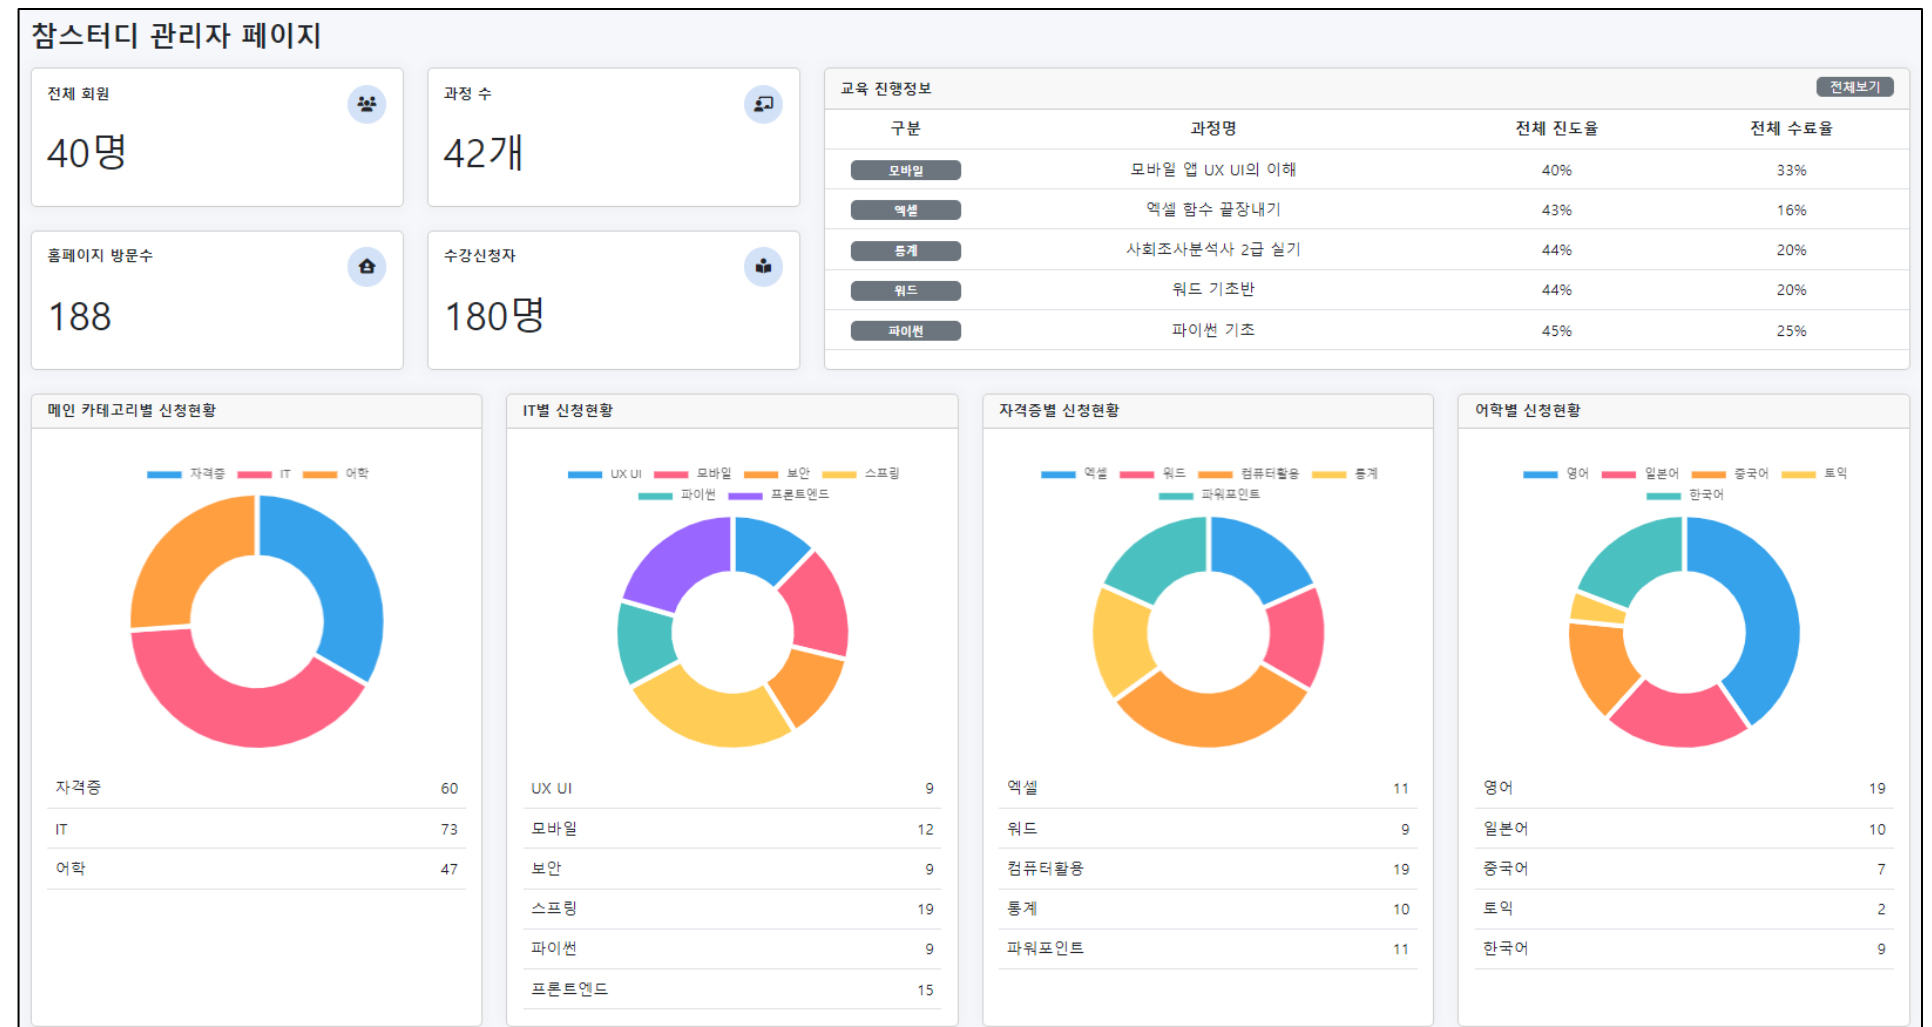 참스터디 관리자 페이지
전체 회원
40명
과정 수
42개
홈페이지 방문수
188
수강신청자
180명
교육 진행정보 전체보기
구분 과정명 전체 진도율 전체 수료율
모바일 모바일 앱 UX UI의 이해 40% 33%
엑셀 엑셀 함수 끝장내기 43% 16%
통계 사회조사분석사 2급 실기 44% 20%
워드 워드 기초반 44% 20%
파이썬 파이썬 기초 45% 25%
메인 카테고리별 신청현황
자격증 IT 어학
자격증 60
IT 73
어학 47
IT별 신청현황
UX UI 모바일 보안 스프링
파이썬 프론트엔드
UX UI 9
모바일 12
보안 9
스프링 19
파이썬 9
프론트엔드 15
자격증별 신청현황
엑셀 워드 컴퓨터활용 통계
파워포인트
엑셀 11
워드 9
컴퓨터활용 19
통계 10
파워포인트 11
어학별 신청현황
영어 일본어 중국어 토익
한국어
영어 19
일본어 10
중국어 7
토익 2
한국어 9